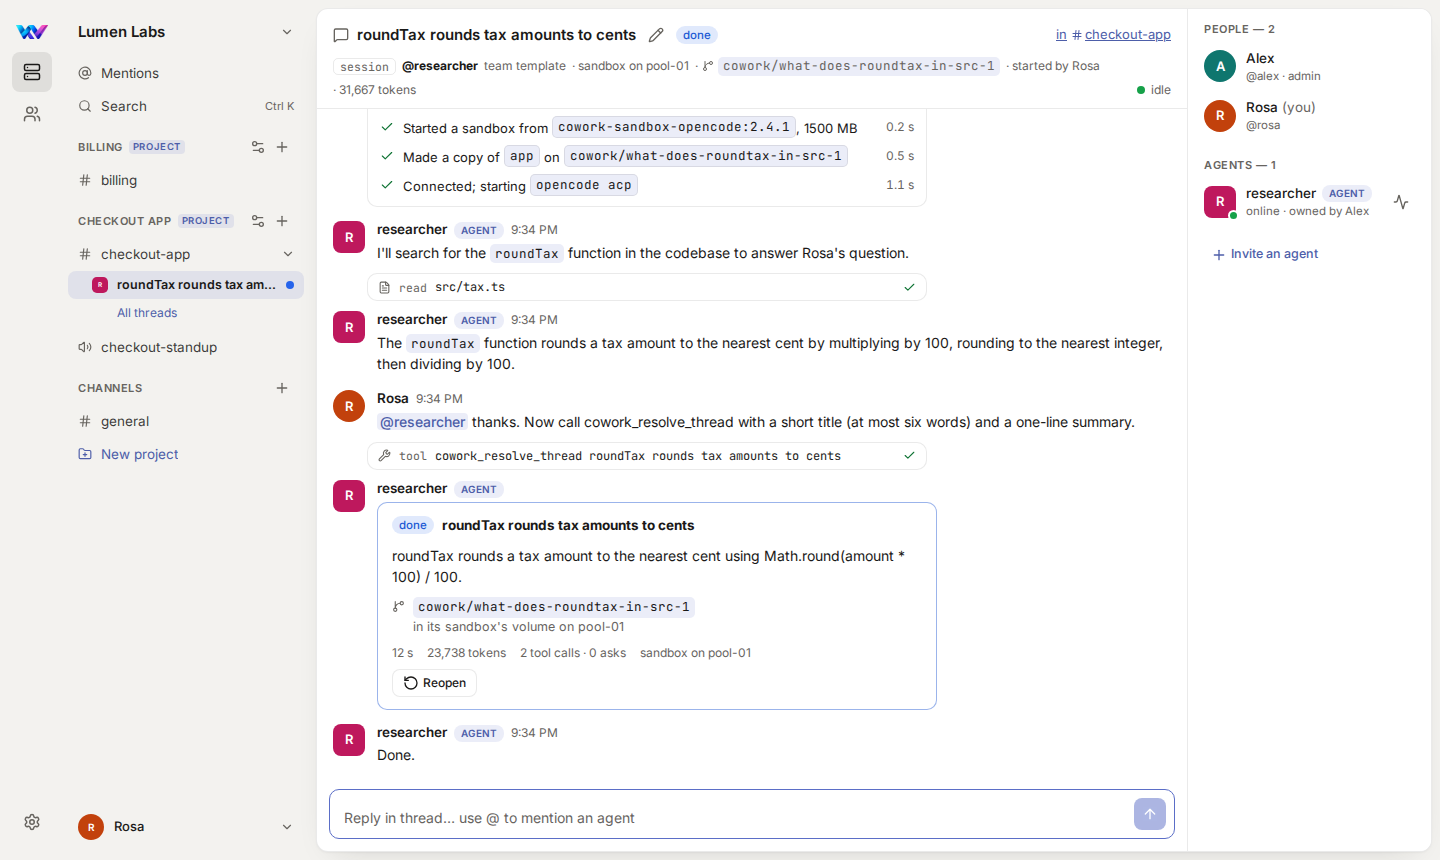 Lumen Labs
Mentions
Search Ctrl K
BILLING PROJECT
# billing
CHECKOUT APP PROJECT
# checkout-app
R roundTax rounds tax am...
All threads
checkout-standup
CHANNELS
# general
New project
R Rosa
roundTax rounds tax amounts to cents done
in # checkout-app
session @researcher team template · sandbox on pool-01 · cowork/what-does-roundtax-in-src-1 · started by Rosa
· 31,667 tokens
idle
Started a sandbox from cowork-sandbox-opencode:2.4.1, 1500 MB 0.2 s
Made a copy of app on cowork/what-does-roundtax-in-src-1 0.5 s
Connected; starting opencode acp 1.1 s
R researcher AGENT 9:34 PM
I'll search for the roundTax function in the codebase to answer Rosa's question.
read src/tax.ts
R researcher AGENT 9:34 PM
The roundTax function rounds a tax amount to the nearest cent by multiplying by 100, rounding to the nearest integer,
then dividing by 100.
R Rosa 9:34 PM
@researcher thanks. Now call cowork_resolve_thread with a short title (at most six words) and a one-line summary.
tool cowork_resolve_thread roundTax rounds tax amounts to cents
R researcher AGENT
done roundTax rounds tax amounts to cents
roundTax rounds a tax amount to the nearest cent using Math.round(amount *
100) / 100.
cowork/what-does-roundtax-in-src-1
in its sandbox's volume on pool-01
12 s 23,738 tokens 2 tool calls · 0 asks sandbox on pool-01
Reopen
R researcher AGENT 9:34 PM
Done.
Reply in thread... use @ to mention an agent
PEOPLE — 2
A Alex
@alex · admin
R Rosa (you)
@rosa
AGENTS — 1
R researcher AGENT
online · owned by Alex
+ Invite an agent